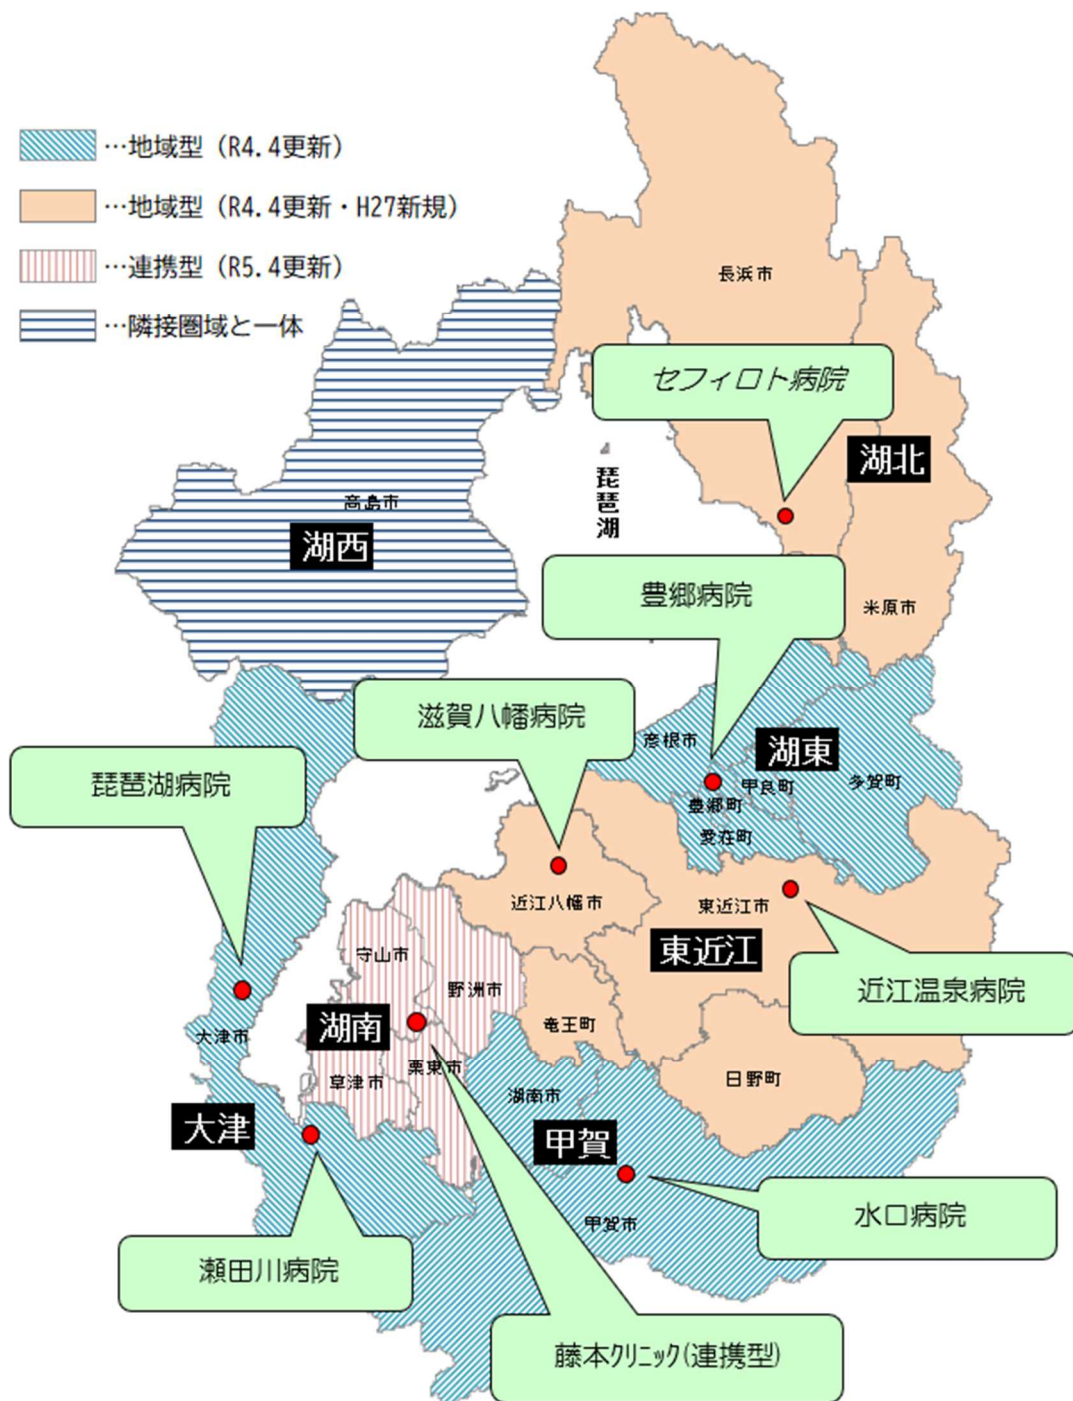 …地域型（R4.4更新）
…地域型（R4.4更新・H27新規）
…連携型（R5.4更新）
…隣接圏域と一体
長浜市
セフィロト病院
湖北
琵琶湖
高島市
湖西
豊郷病院
米原市
滋賀八幡病院
彦根市
湖東
琵琶湖病院
甲良町
多賀町
豊郷町
愛荘町
近江八幡市
東近江市
東近江
守山市
野洲市
近江温泉病院
湖南
竜王町
大津市
栗東市
草津市
湖南市
日野町
大津
甲賀
水口病院
甲賀市
瀬田川病院
藤本クリニック(連携型)